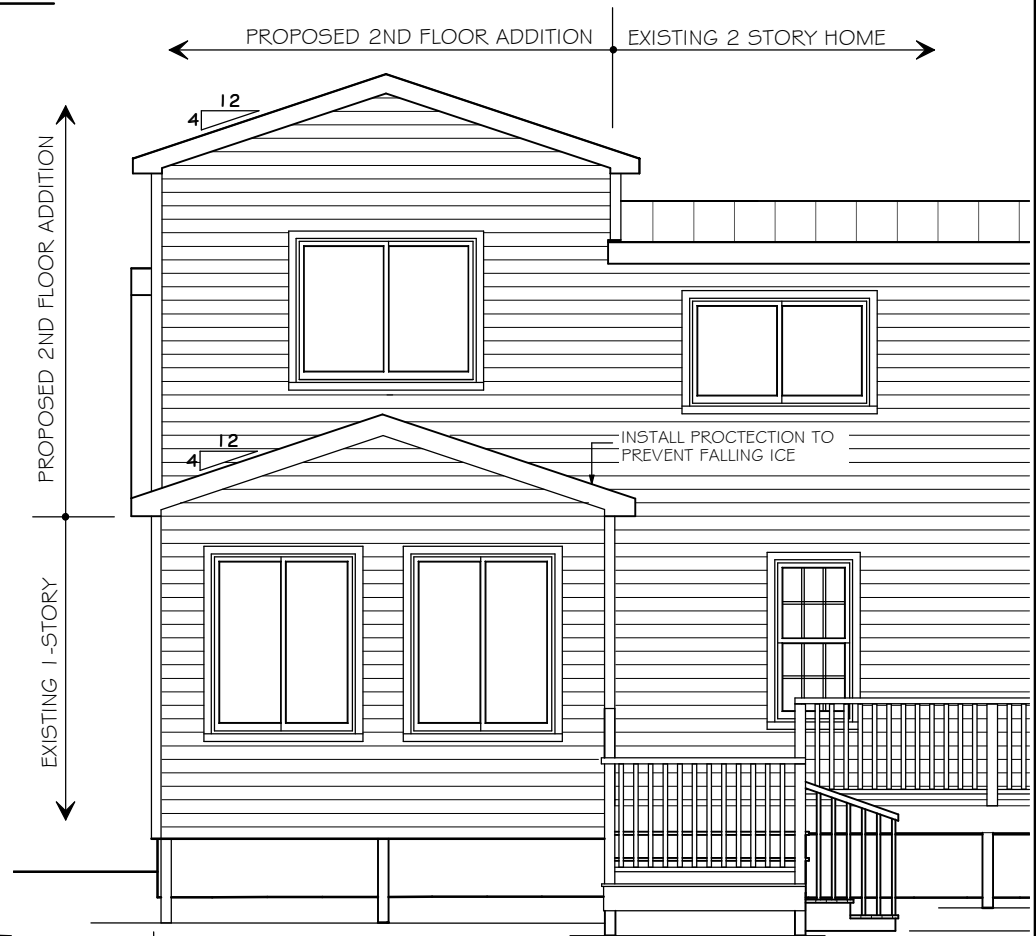 PROPOSED 2ND FLOOR ADDITION
EXISTING 2 STORY HOME
12
4
PROPOSED 2ND FLOOR ADDITION
12
4
INSTALL PROCTECTION TO
PREVENT FALLING ICE
EXISTING 1-STORY